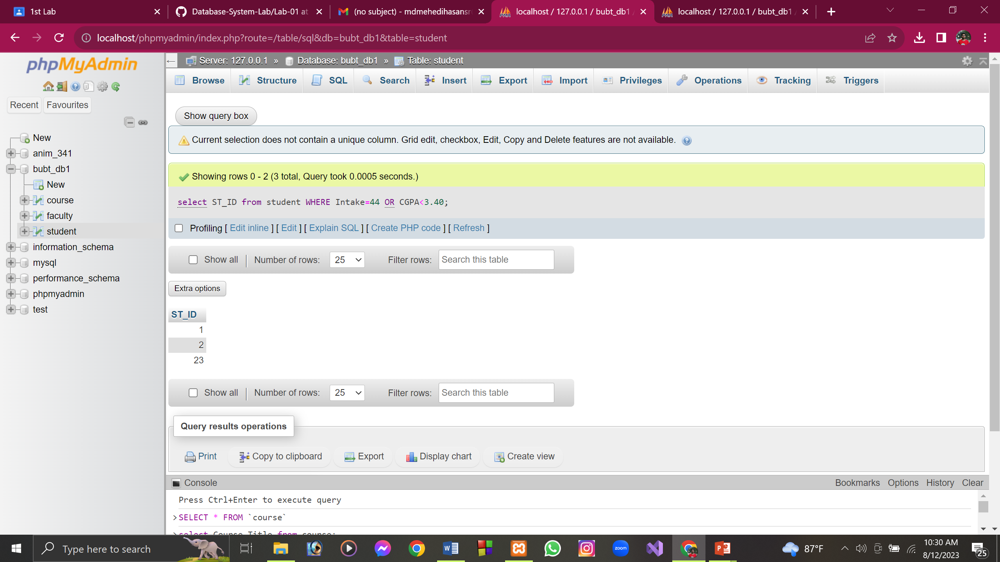 1st Lab
Database-System-Lab/Lab-01 at
(no subject) - mdmehedihasansr
localhost / 127.0.0.1 / bubt_db1 /
localhost / 127.0.0.1 / bubt_db1 /
localhost/phpmyadmin/index.php?route=/table/sql&db=bubt_db1&table=student
phpMyAdmin
Recent Favourites
New
anim_341
bubt_db1
New
course
faculty
student
information_schema
mysql
performance_schema
phpmyadmin
test
Server: 127.0.0.1 » Database: bubt_db1 » Table: student
Browse Structure SQL Search Insert Export Import Privileges Operations Tracking Triggers
Show query box
Current selection does not contain a unique column. Grid edit, checkbox, Edit, Copy and Delete features are not available.
Showing rows 0 - 2 (3 total, Query took 0.0005 seconds.)
select ST_ID from student WHERE Intake=44 OR CGPA<3.40;
Profiling [ Edit inline ] [ Edit ] [ Explain SQL ] [ Create PHP code ] [ Refresh ]
Show all Number of rows: 25 Filter rows: Search this table
Extra options
ST_ID
1
2
23
Show all Number of rows: 25 Filter rows: Search this table
Query results operations
Print Copy to clipboard Export Display chart Create view
Console Bookmarks Options History Clear
Press Ctrl+Enter to execute query
>SELECT * FROM `course`
>select Course_Title from course;
Type here to search
zoom
87°F
10:30 AM
8/12/2023
25